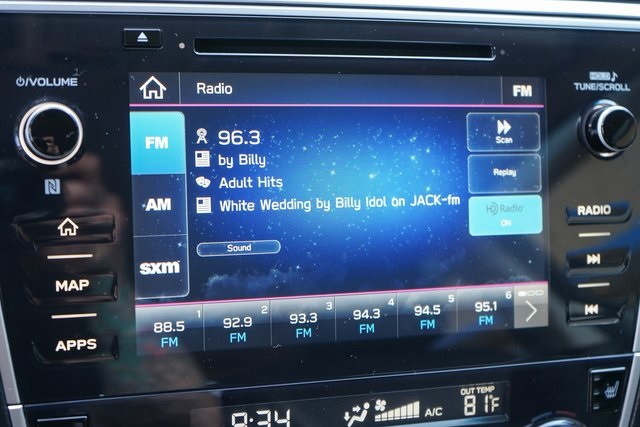 ⏻/VOLUME
HOLD ♪
TUNE/SCROLL
Radio
FM
FM
AM
sxm
96.3
by Billy
Adult Hits
White Wedding by Billy Idol on JACK-fm
Sound
Scan
Replay
HD Radio
ON
1
88.5
FM
2
92.9
FM
3
93.3
FM
4
94.3
FM
5
94.5
FM
6
95.1
FM
N
MAP
APPS
RADIO
9:34
A/C
OUT TEMP
81°F